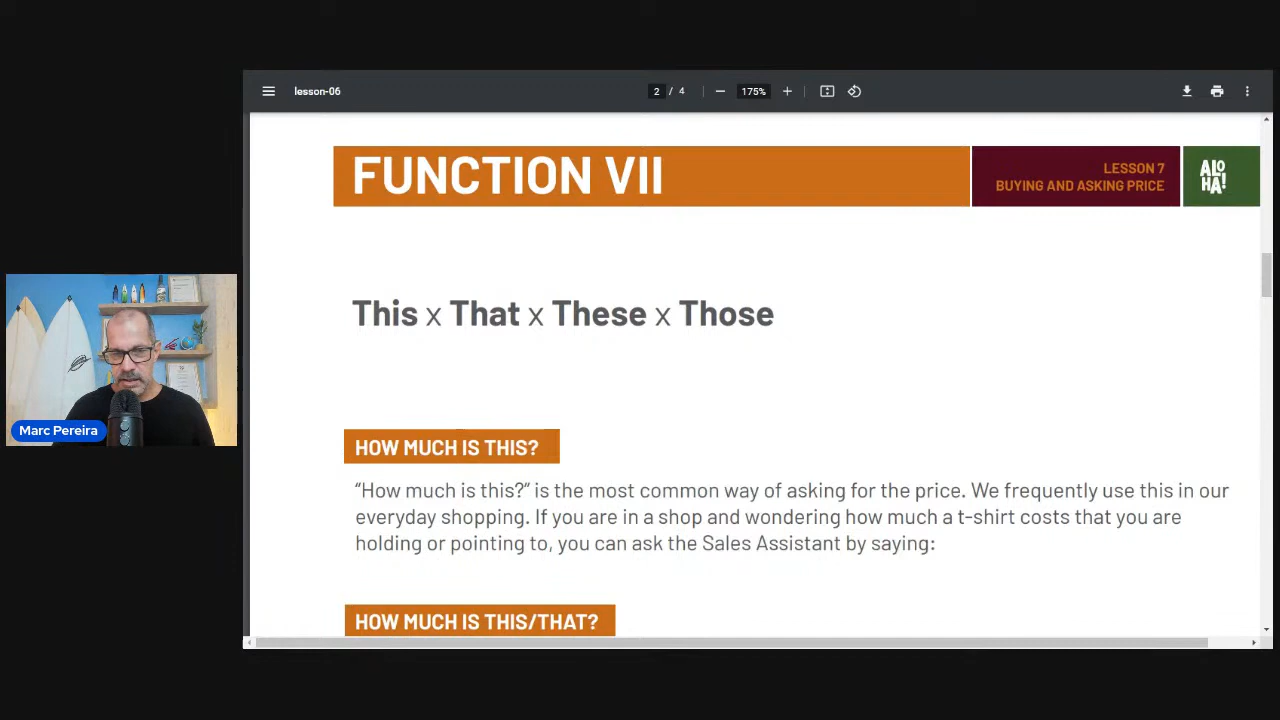 lesson-06
2 / 4
175%
FUNCTION VII
LESSON 7
BUYING AND ASKING PRICE
ALO
HA!
This x That x These x Those
HOW MUCH IS THIS?
“How much is this?“ is the most common way of asking for the price. We frequently use this in our
everyday shopping. If you are in a shop and wondering how much a t-shirt costs that you are
holding or pointing to, you can ask the Sales Assistant by saying:
HOW MUCH IS THIS/THAT?
Marc Pereira